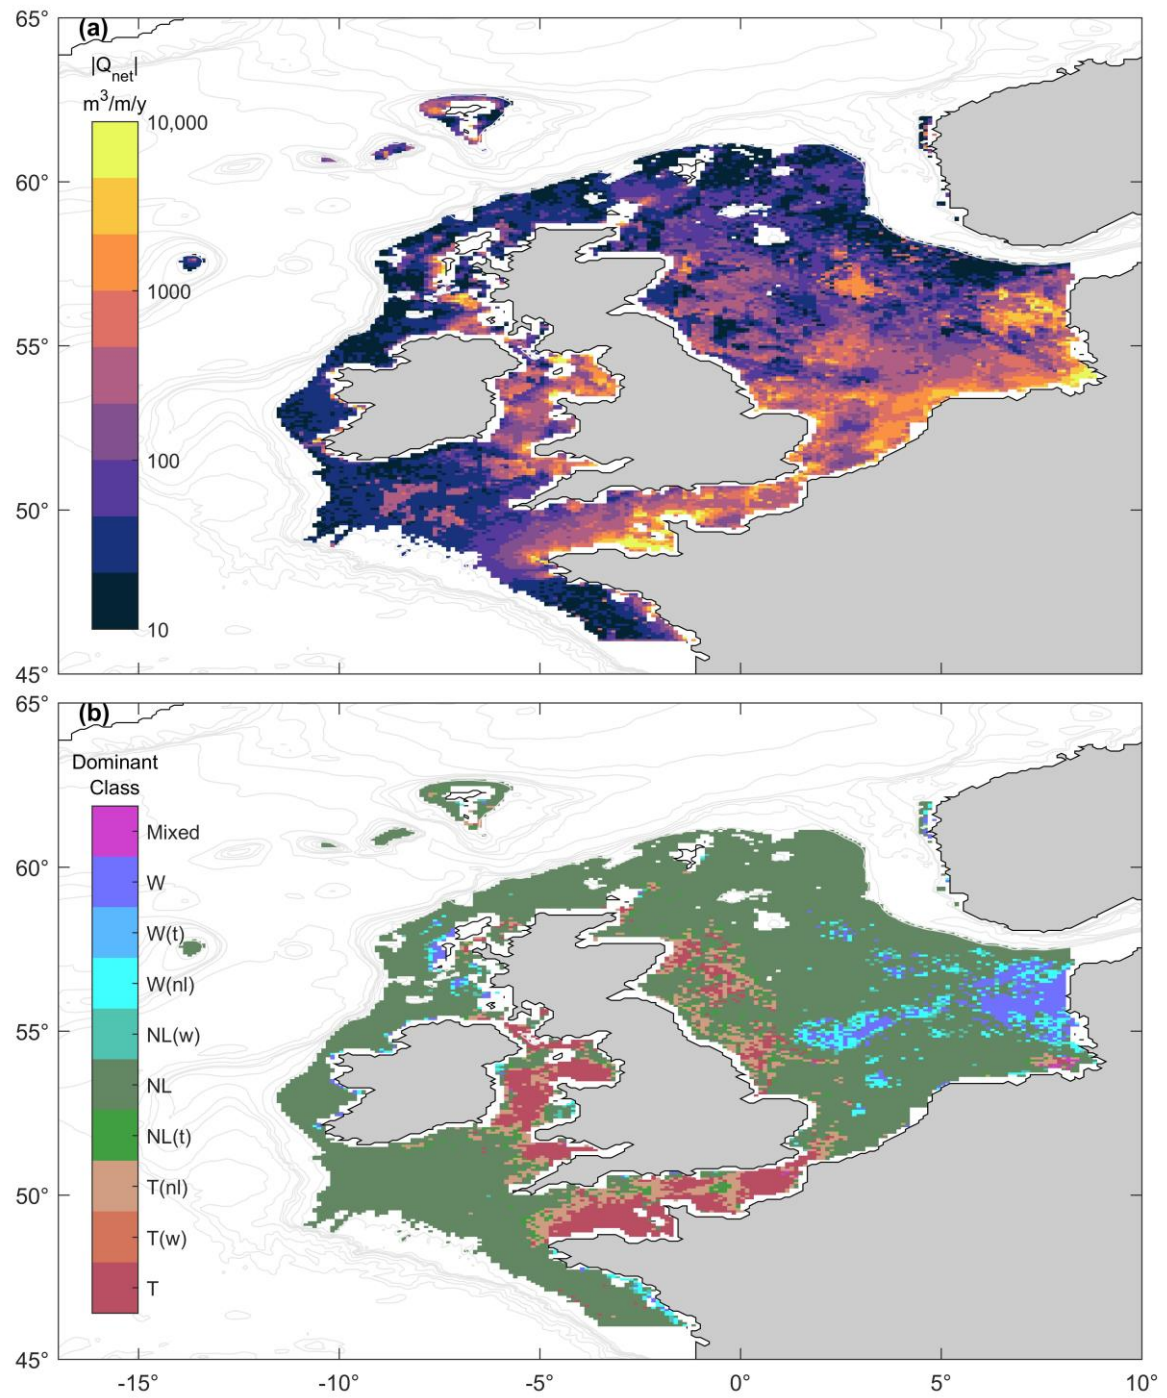 65°
(a)
|Q_net|
m³/m/y
10,000
60°
1000
55°
100
50°
10
45°
65°
(b)
Dominant
Class
Mixed
W
60°
W(t)
W(nl)
NL(w)
55°
NL
NL(t)
T(nl)
50°
T(w)
T
45°
-15° -10° -5° 0° 5° 10°